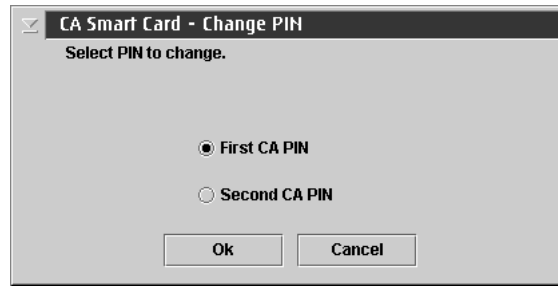 CA Smart Card - Change PIN
Select PIN to change.
First CA PIN
Second CA PIN
Ok Cancel